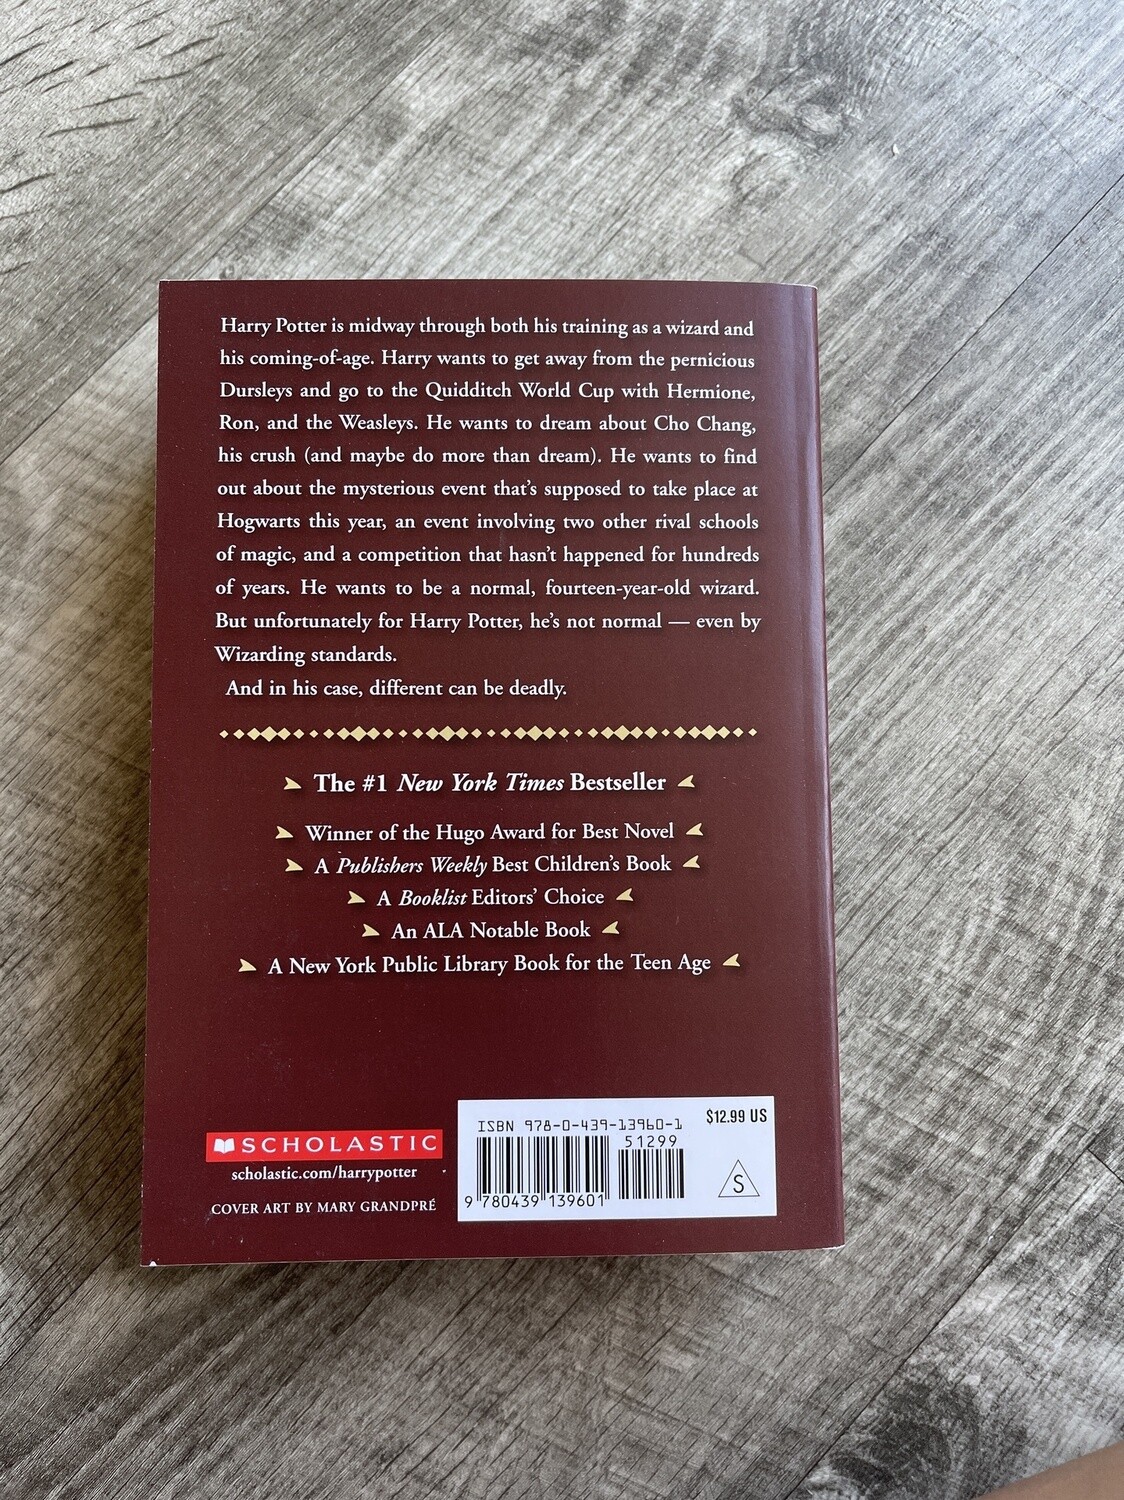 Harry Potter is midway through both his training as a wizard and
his coming-of-age. Harry wants to get away from the pernicious
Dursleys and go to the Quidditch World Cup with Hermione,
Ron, and the Weasleys. He wants to dream about Cho Chang,
his crush (and maybe do more than dream). He wants to find
out about the mysterious event that's supposed to take place at
Hogwarts this year, an event involving two other rival schools
of magic, and a competition that hasn't happened for hundreds
of years. He wants to be a normal, fourteen-year-old wizard.
But unfortunately for Harry Potter, he's not normal — even by
Wizarding standards.
And in his case, different can be deadly.
The #1 New York Times Bestseller
Winner of the Hugo Award for Best Novel
A Publishers Weekly Best Children's Book
A Booklist Editors' Choice
An ALA Notable Book
A New York Public Library Book for the Teen Age
SCHOLASTIC
scholastic.com/harrypotter
COVER ART BY MARY GRANDPRÉ
ISBN 978-0-439-13960-1
$12.99 US
51299
9 780439 139601
S